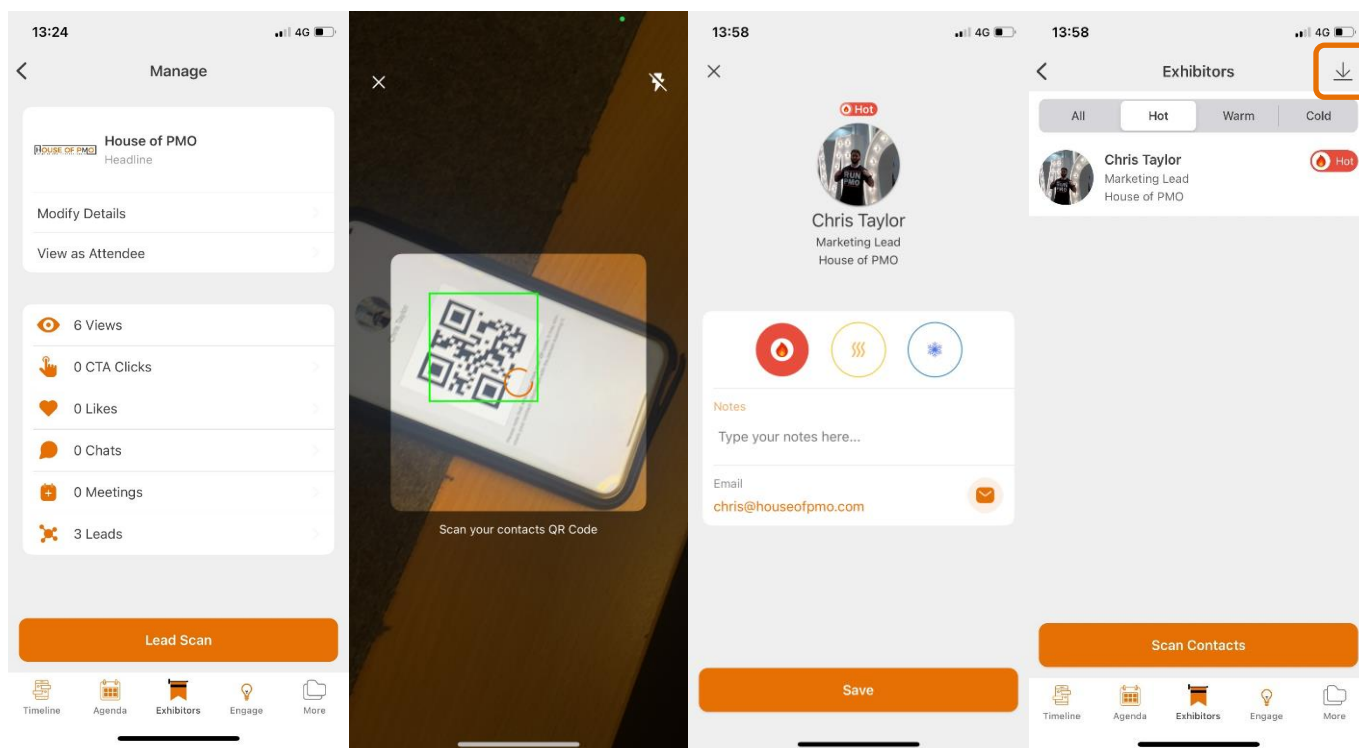 13:24
4G
Manage
HOUSE OF PMO
House of PMO
Headline
Modify Details
View as Attendee
6 Views
0 CTA Clicks
0 Likes
0 Chats
0 Meetings
3 Leads
Lead Scan
Timeline
Agenda
Exhibitors
Engage
More
Chris Taylor
Scan your contacts QR Code
13:58
4G
Hot
RUN
PMO
Chris Taylor
Marketing Lead
House of PMO
Notes
Type your notes here...
Email
chris@houseofpmo.com
Save
13:58
4G
Exhibitors
All
Hot
Warm
Cold
Chris Taylor
Hot
Marketing Lead
House of PMO
Scan Contacts
Timeline
Agenda
Exhibitors
Engage
More